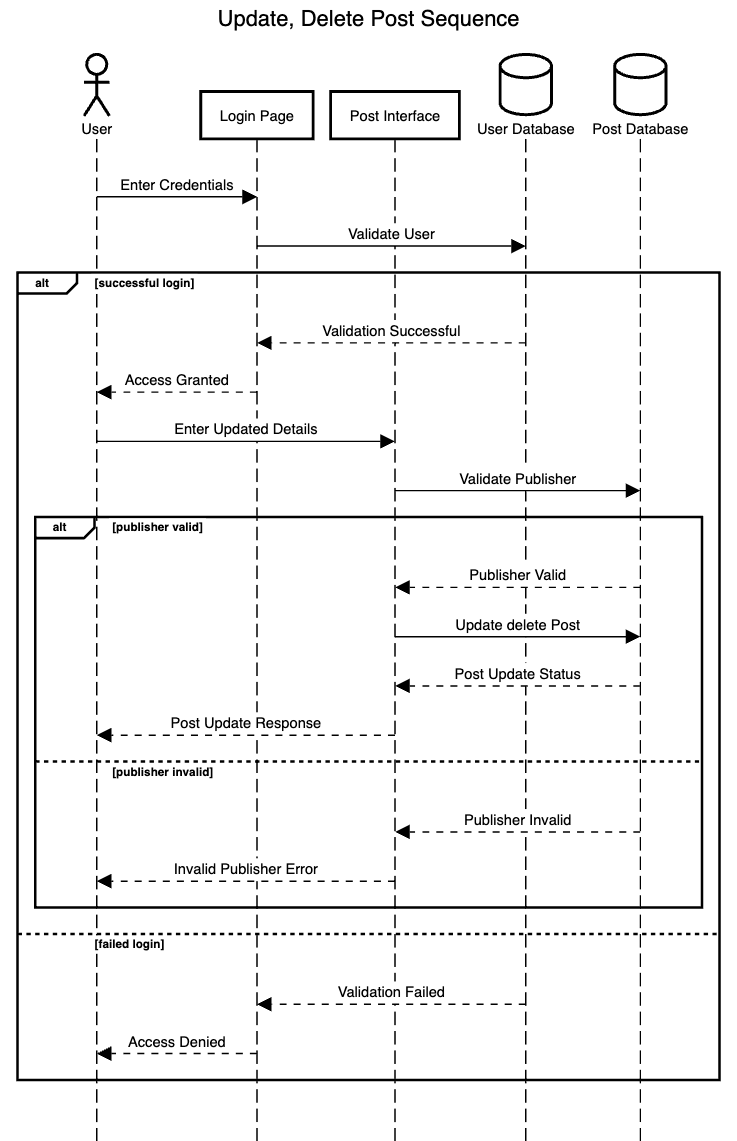 Update, Delete Post Sequence
User
Login Page
Post Interface
User Database
Post Database
Enter Credentials
Validate User
alt
[successful login]
Validation Successful
Access Granted
Enter Updated Details
Validate Publisher
alt
[publisher valid]
Publisher Valid
Update delete Post
Post Update Status
Post Update Response
[publisher invalid]
Publisher Invalid
Invalid Publisher Error
[failed login]
Validation Failed
Access Denied